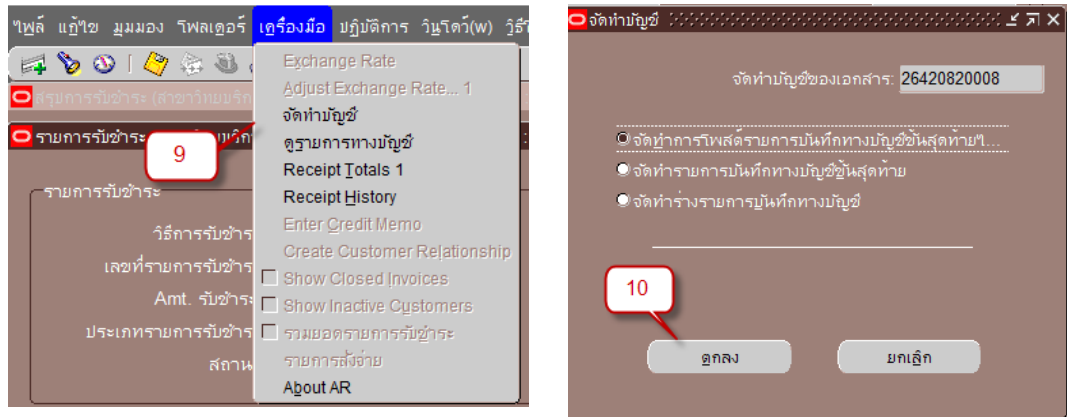 ไฟล์ แก้ไข มุมมอง โฟลเดอร์ เครื่องมือ ปฏิบัติการ วินโดว์(w)
สรุปการรับชำระ (สาขาวิทยบริก
รายการรับชำระ
9
Exchange Rate
Adjust Exchange Rate... 1
จัดทำบัญชี
ดูรายการทางบัญชี
Receipt Totals 1
Receipt History
Enter Credit Memo
Create Customer Relationship
Show Closed Invoices
Show Inactive Customers
รวมยอดรายการรับชำระ
รายการสั่งจ่าย
About AR
รายการรับชำระ
วิธีการรับชำร
เลขที่รายการรับชำร
Amt. รับชำระ
ประเภทรายการรับชำร
สถาน
จัดทำบัญชี
จัดทำบัญชีของเอกสาร: 26420820008
จัดทำการโพสต์รายการบันทึกทางบัญชีขั้นสุดท้ายฯ...
จัดทำรายการบันทึกทางบัญชีขั้นสุดท้าย
จัดทำร่างรายการบันทึกทางบัญชี
10
ตกลง
ยกเลิก